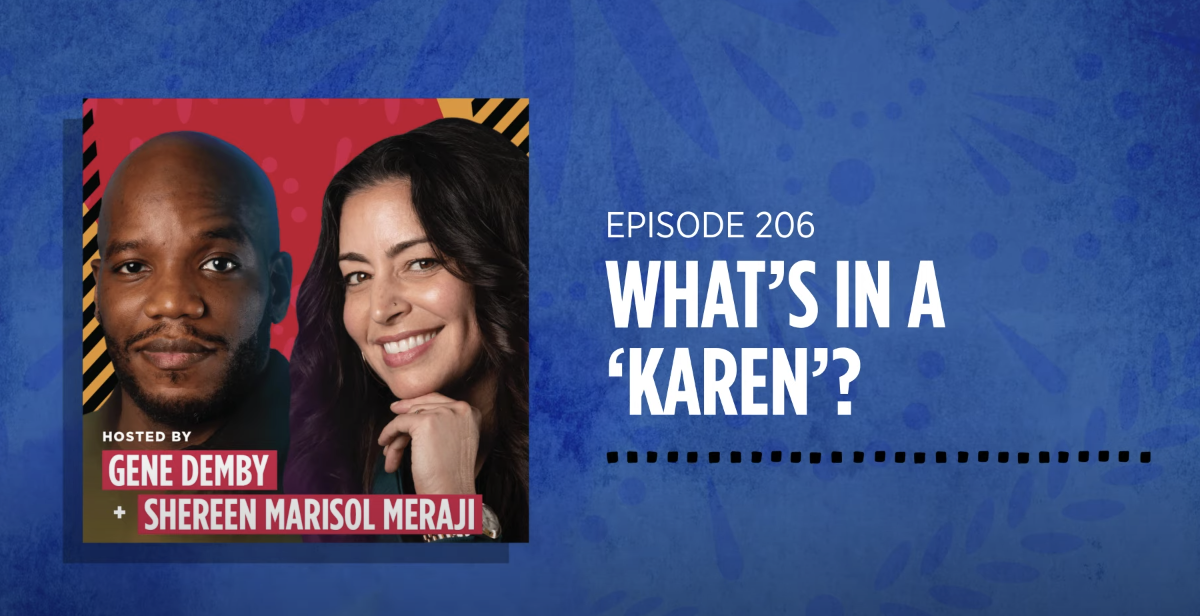 HOSTED BY
GENE DEMBY
+ SHEREEN MARISOL MERAJI
EPISODE 206
WHAT’S IN A
‘KAREN’?